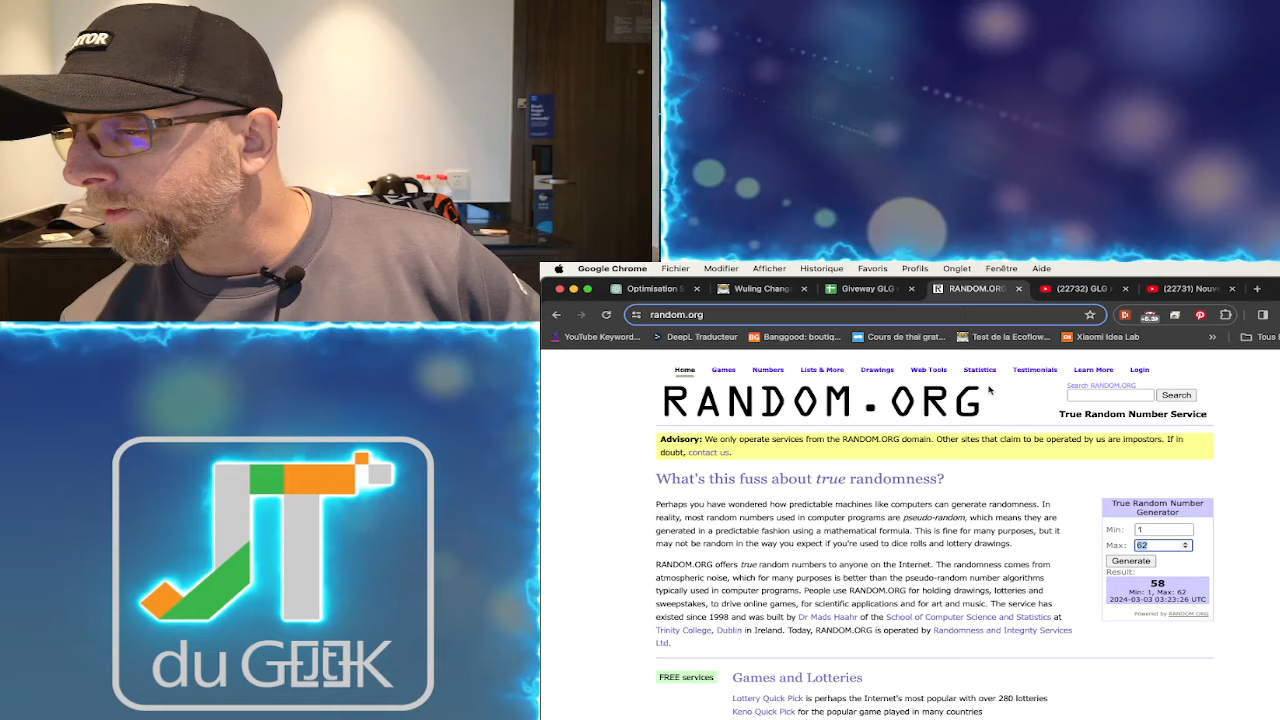 Google Chrome Fichier Modifier Afficher Historique Favoris Profils Onglet Fenêtre Aide
Optimisation S
Wuling Chang
Giveway GLG
RANDOM.ORG
(22732) GLG
(22731) Nouv
random.org
YouTube Keyword...
DeepL Traducteur
Banggood: boutiq...
Cours de thaï grat...
Test de la Ecoflow...
Xiaomi Idea Lab
Tous l
Home Games Numbers Lists & More Drawings Web Tools Statistics Testimonials Learn More Login
RANDOM.ORG
Search RANDOM.ORG
Search
True Random Number Service
Advisory: We only operate services from the RANDOM.ORG domain. Other sites that claim to be operated by us are impostors. If in
doubt, contact us.
What's this fuss about true randomness?
Perhaps you have wondered how predictable machines like computers can generate randomness. In
reality, most random numbers used in computer programs are pseudo-random, which means they are
generated in a predictable fashion using a mathematical formula. This is fine for many purposes, but it
may not be random in the way you expect if you're used to dice rolls and lottery drawings.
RANDOM.ORG offers true random numbers to anyone on the Internet. The randomness comes from
atmospheric noise, which for many purposes is better than the pseudo-random number algorithms
typically used in computer programs. People use RANDOM.ORG for holding drawings, lotteries and
sweepstakes, to drive online games, for scientific applications and for art and music. The service has
existed since 1998 and was built by Dr Mads Haahr of the School of Computer Science and Statistics at
Trinity College, Dublin in Ireland. Today, RANDOM.ORG is operated by Randomness and Integrity Services
Ltd.
True Random Number
Generator
Min: 1
Max: 62
Generate
Result:
58
Min: 1, Max: 62
2024-03-03 03:23:26 UTC
Powered by RANDOM.ORG
FREE services
Games and Lotteries
Lottery Quick Pick is perhaps the Internet's most popular with over 280 lotteries
Keno Quick Pick for the popular game played in many countries
JT
du GEEK